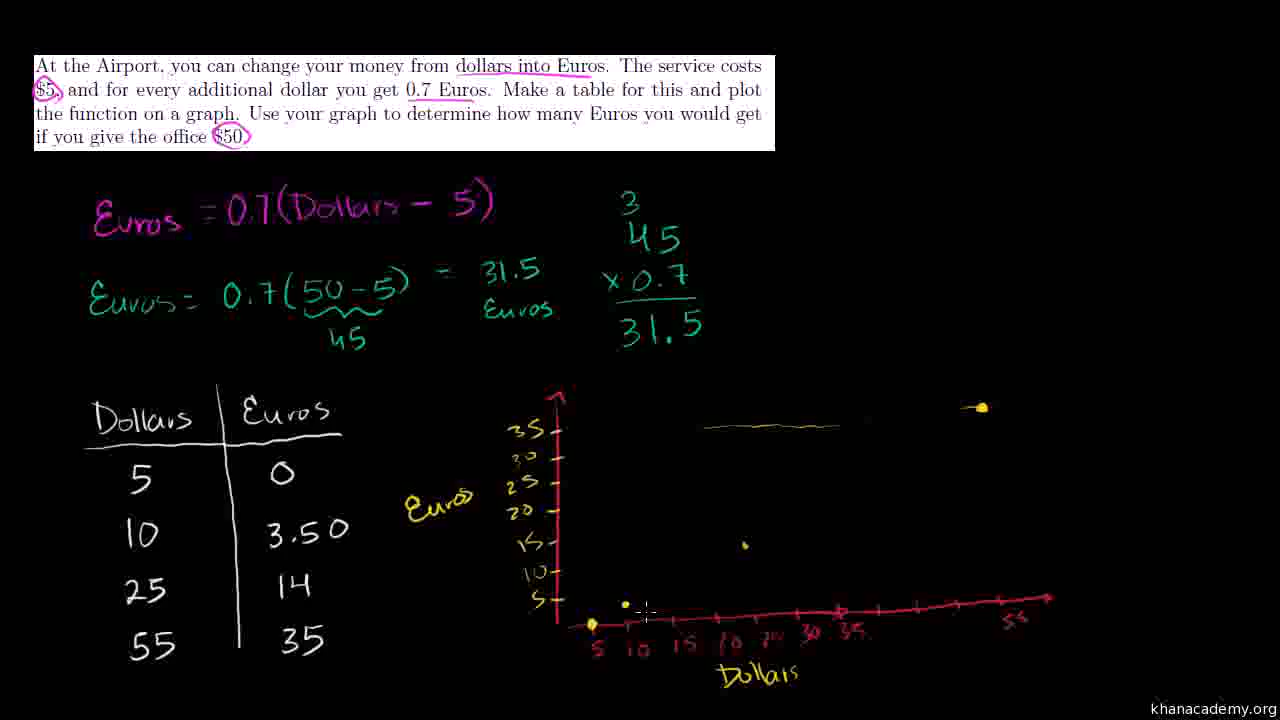 At the Airport, you can change your money from dollars into Euros. The service costs
$5, and for every additional dollar you get 0.7 Euros. Make a table for this and plot
the function on a graph. Use your graph to determine how many Euros you would get
if you give the office $50.
Euros = 0.7(Dollars - 5)
Euros = 0.7(50 - 5) = 31.5
Euros
45
3
45
x 0.7
31.5
Dollars Euros
5 0
10 3.50
25 14
55 35
Euros
35
30
25
20
15
10
5
5 10 15 20 30 35 55
Dollars
khanacademy.org